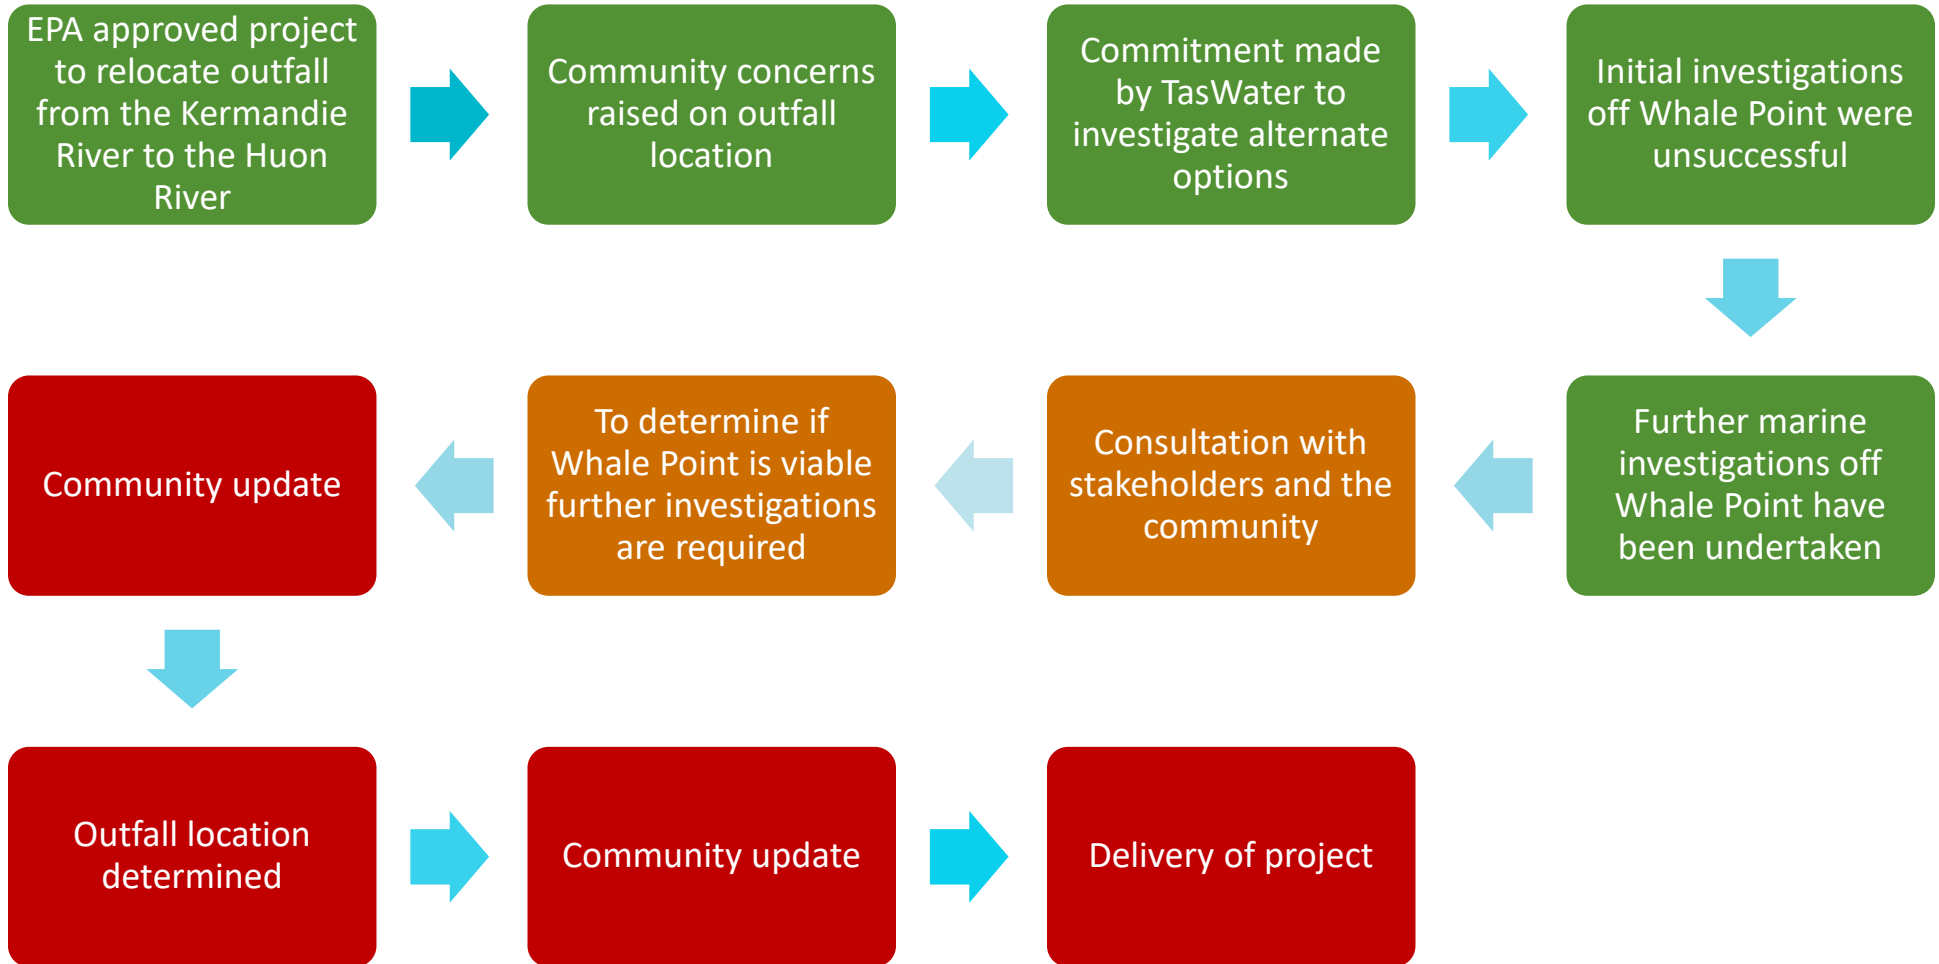 EPA approved project
to relocate outfall
from the Kermandie
River to the Huon
River
Community concerns
raised on outfall
location
Commitment made
by TasWater to
investigate alternate
options
Initial investigations
off Whale Point were
unsuccessful
Further marine
investigations off
Whale Point have
been undertaken
Consultation with
stakeholders and the
community
To determine if
Whale Point is viable
further investigations
are required
Community update
Outfall location
determined
Community update
Delivery of project